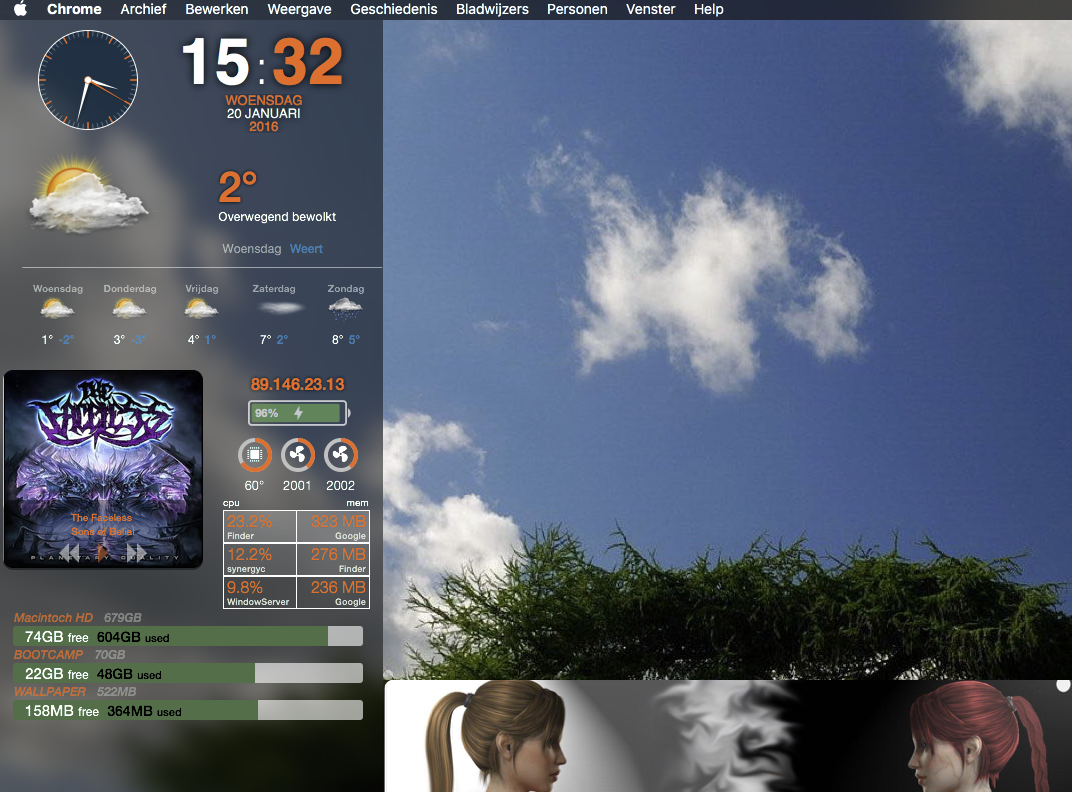 Chrome Archief Bewerken Weergave Geschiedenis Bladwijzers Personen Venster Help
15:32
WOENSDAG
20 JANUARI
2016
2°
Overwegend bewolkt
Woensdag Weert
Woensdag Donderdag Vrijdag Zaterdag Zondag
1° -2° 3° -3° 4° 1° 7° 2° 8° 5°
THE
FACELESS
The Faceless
Sons of Belial
PLANETARY DUALITY
89.146.23.13
96%
60° 2001 2002
cpu mem
23.2% 323 MB
Finder Google
12.2% 276 MB
synergyc Finder
9.8% 236 MB
WindowServer Google
Macintoch HD 679GB
74GB free 604GB used
BOOTCAMP 70GB
22GB free 48GB used
WALLPAPER 522MB
158MB free 364MB used